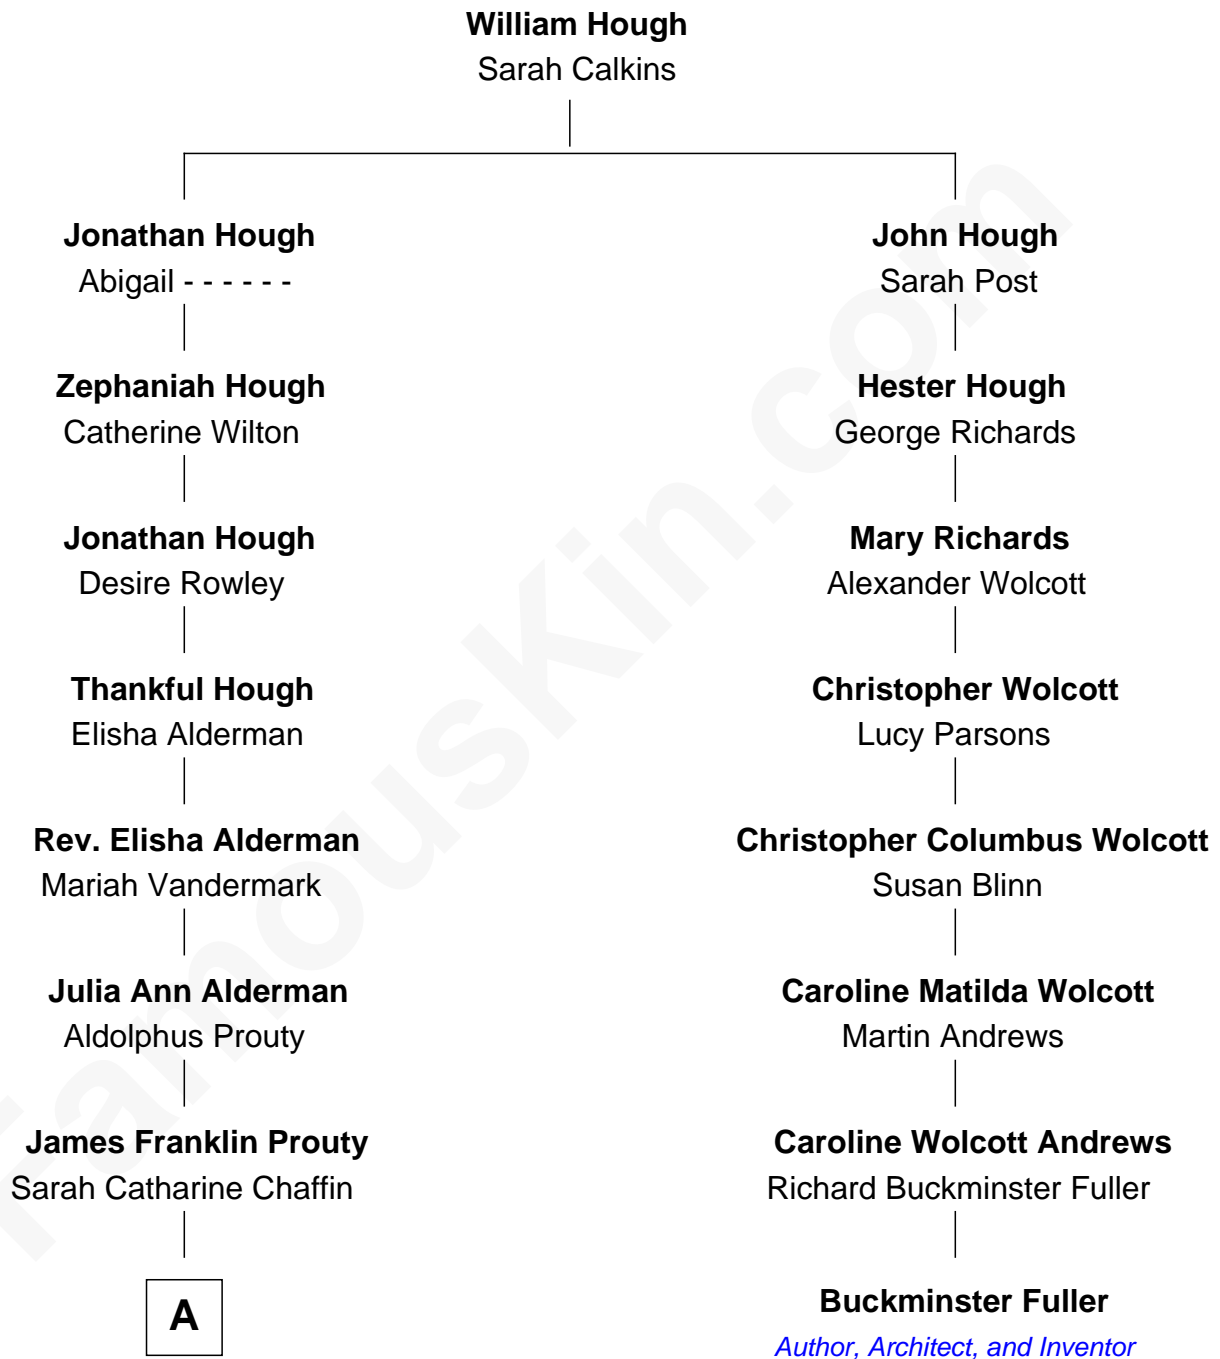 William Hough
Sarah Calkins
Jonathan Hough
Abigail - - - - - -
John Hough
Sarah Post
Zephaniah Hough
Catherine Wilton
Hester Hough
George Richards
Jonathan Hough
Desire Rowley
Mary Richards
Alexander Wolcott
Thankful Hough
Elisha Alderman
Christopher Wolcott
Lucy Parsons
Rev. Elisha Alderman
Mariah Vandermark
Christopher Columbus Wolcott
Susan Blinn
Julia Ann Alderman
Aldolphus Prouty
Caroline Matilda Wolcott
Martin Andrews
James Franklin Prouty
Sarah Catharine Chaffin
Caroline Wolcott Andrews
Richard Buckminster Fuller
A
Buckminster Fuller
Author, Architect, and Inventor
FamousKin.com